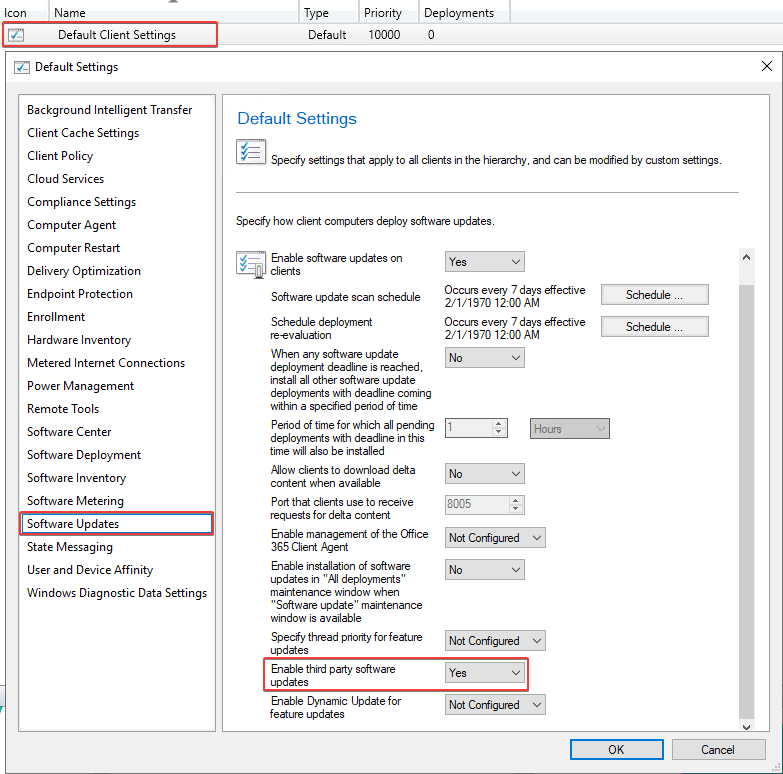 Icon Name Type Priority Deployments
Default Client Settings Default 10000 0
Default Settings
Background Intelligent Transfer
Client Cache Settings
Client Policy
Cloud Services
Compliance Settings
Computer Agent
Computer Restart
Delivery Optimization
Endpoint Protection
Enrollment
Hardware Inventory
Metered Internet Connections
Power Management
Remote Tools
Software Center
Software Deployment
Software Inventory
Software Metering
Software Updates
State Messaging
User and Device Affinity
Windows Diagnostic Data Settings
Default Settings
Specify settings that apply to all clients in the hierarchy, and can be modified by custom settings.
Specify how client computers deploy software updates.
Enable software updates on
clients
Yes
Software update scan schedule
Occurs every 7 days effective
2/1/1970 12:00 AM
Schedule ...
Schedule deployment
re-evaluation
Occurs every 7 days effective
2/1/1970 12:00 AM
Schedule ...
When any software update
deployment deadline is reached,
install all other software update
deployments with deadline coming
within a specified period of time
No
Period of time for which all pending
deployments with deadline in this
time will also be installed
1
Hours
Allow clients to download delta
content when available
No
Port that clients use to receive
requests for delta content
8005
Enable management of the Office
365 Client Agent
Not Configured
Enable installation of software
updates in "All deployments"
maintenance window when
"Software update" maintenance
window is available
No
Specify thread priority for feature
updates
Not Configured
Enable third party software
updates
Yes
Enable Dynamic Update for
feature updates
Not Configured
OK
Cancel